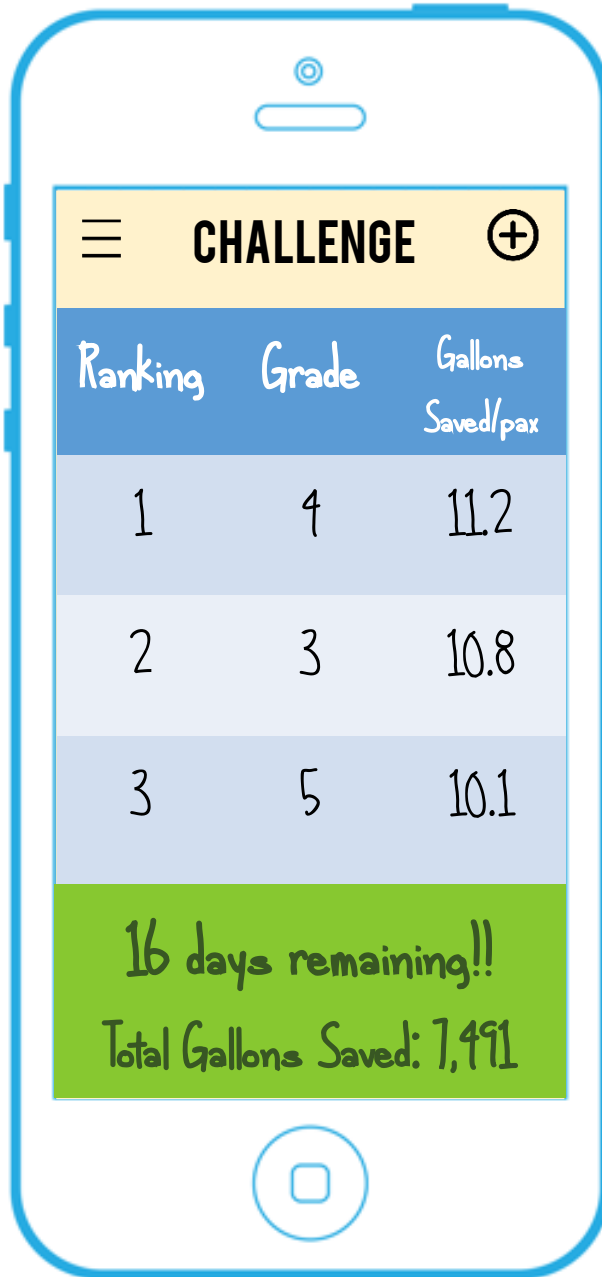 CHALLENGE
Ranking Grade Gallons
Saved/pax
1 4 11.2
2 3 10.8
3 5 10.1
16 days remaining!!
Total Gallons Saved: 7,491